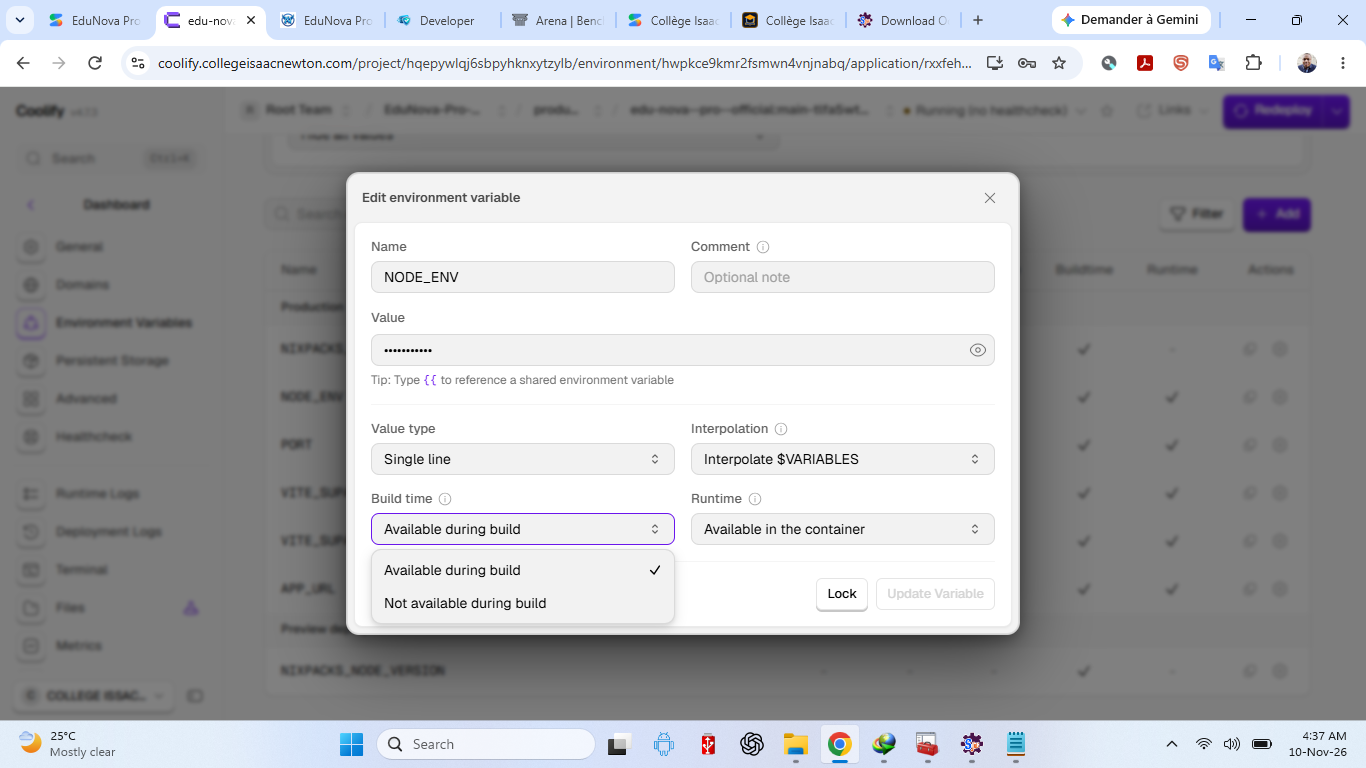 EduNova Pro
edu-nova
EduNova Pro
Developer
Arena | Benc
Collège Isaac
Collège Isaac
Download O
Demander à Gemini
coolify.collegeisaacnewton.com/project/hqepywlqj6sbpyhknxytzylb/environment/hwpkce9kmr2fsmwn4vnjnabq/application/rxxfeh...
Coolify
Root Team
EduNova-Pro-...
produ...
edu-nova--pro--official:main-
Running (no healthcheck)
Links
Redeploy
Search
Ctrl+K
Dashboard
General
Domains
Environment Variables
Persistent Storage
Advanced
Healthcheck
Runtime Logs
Deployment Logs
Terminal
Files
Metrics
COLLEGE ISSAC...
Search
Filter
+ Add
Name
Buildtime
Runtime
Actions
Production
NIXPACKS_
NODE_ENV
PORT
VITE_SUP
VITE_SUP
APP_URL
Preview de
NIXPACKS_NODE_VERSION
-
-
-
-
-
Edit environment variable
Name
Comment
NODE_ENV
Optional note
Value
•••••••••••
Tip: Type {{ to reference a shared environment variable
Value type
Interpolation
Single line
Interpolate $VARIABLES
Build time
Runtime
Available during build
Available in the container
Available during build
Not available during build
Lock
Update Variable
25°C
Mostly clear
Search
4:37 AM
10-Nov-26